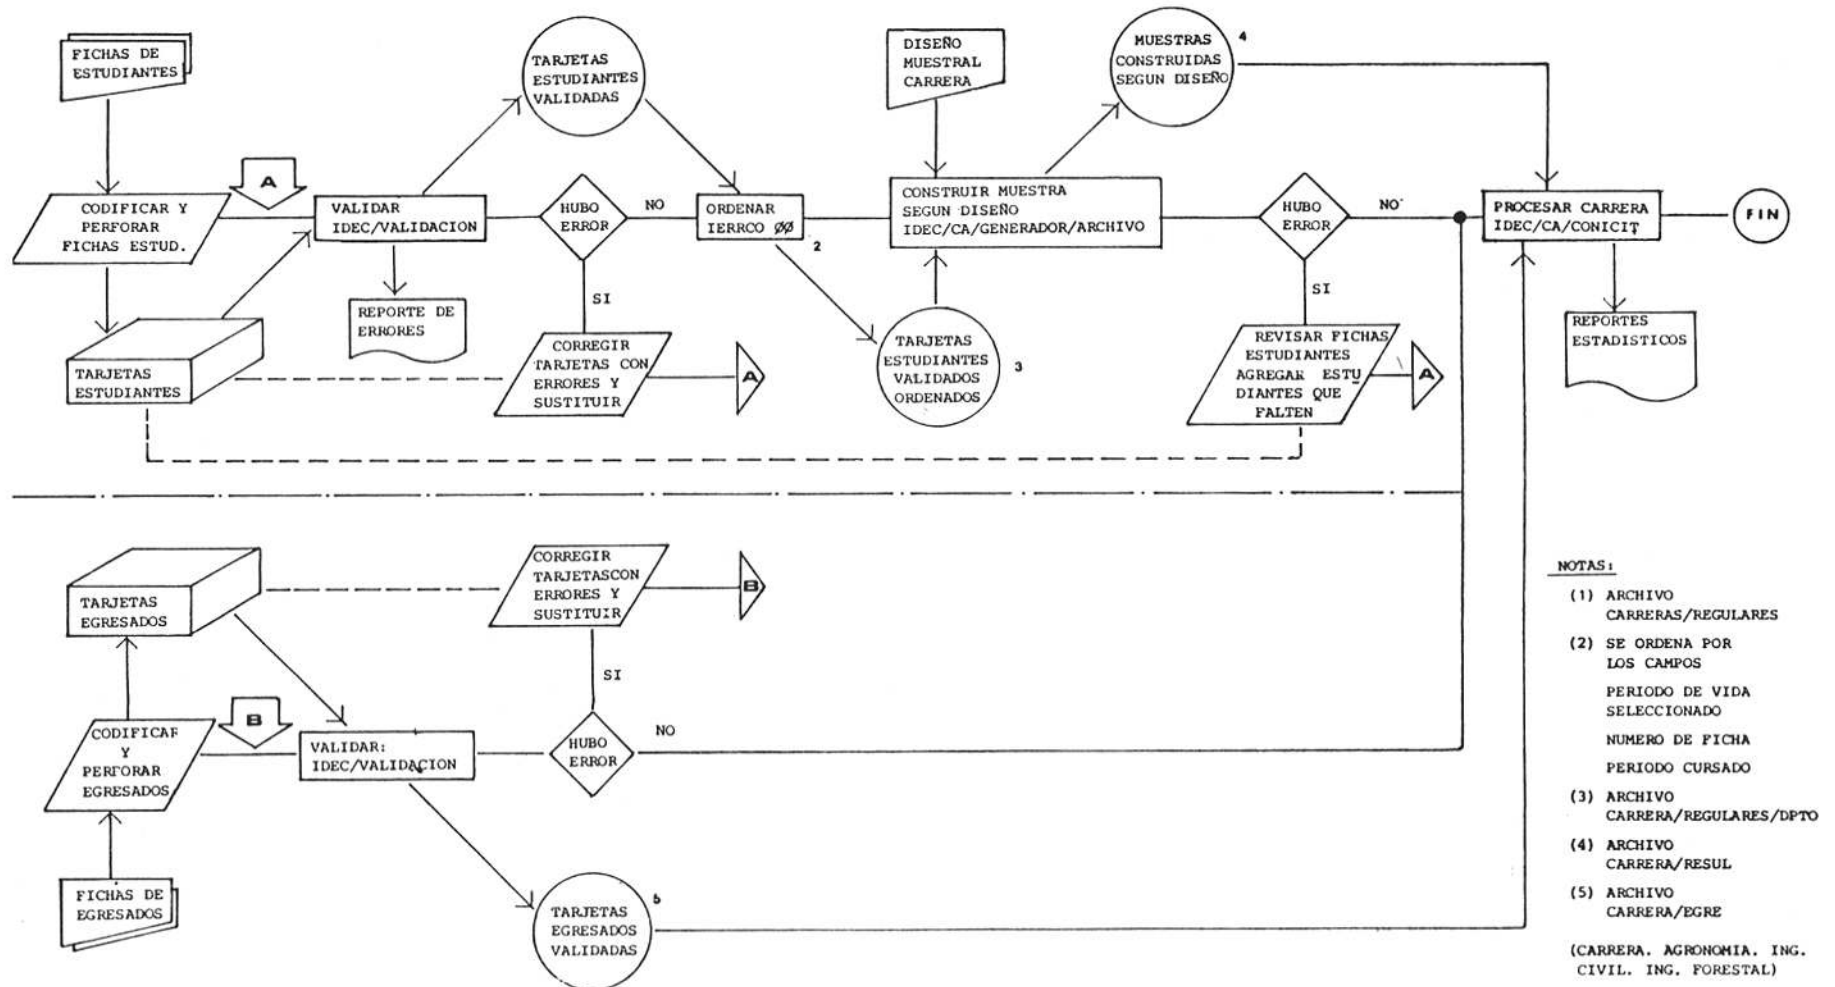 FICHAS DE
ESTUDIANTES
TARJETAS
ESTUDIANTES
VALIDADAS
DISEÑO
MUESTRAL
CARRERA
MUESTRAS
CONSTRUIDAS
SEGUN DISEÑO
4
A
CODIFICAR Y
PERFORAR
FICHAS ESTUD.
VALIDAR
IDEC/VALIDACION
HUBO
ERROR
NO
ORDENAR
IERRCO ØØ
2
CONSTRUIR MUESTRA
SEGUN DISEÑO
IDEC/CA/GENERADOR/ARCHIVO
HUBO
ERROR
NO
PROCESAR CARRERA
IDEC/CA/CONICIT
FIN
SI
SI
REPORTE DE
ERRORES
TARJETAS
ESTUDIANTES
CORREGIR
TARJETAS CON
ERRORES Y
SUSTITUIR
A
TARJETAS
ESTUDIANTES
VALIDADOS
ORDENADOS
3
REVISAR FICHAS
ESTUDIANTES
AGREGAR ESTU
DIANTES QUE
FALTEN
A
REPORTES
ESTADISTICOS
TARJETAS
EGRESADOS
CORREGIR
TARJETASCON
ERRORES Y
SUSTITUIR
B
SI
B
CODIFICAR
Y
PERFORAR
EGRESADOS
VALIDAR:
IDEC/VALIDACION
HUBO
ERROR
NO
FICHAS DE
EGRESADOS
TARJETAS
EGRESADOS
VALIDADAS
5
NOTAS:
(1) ARCHIVO
CARRERAS/REGULARES
(2) SE ORDENA POR
LOS CAMPOS
PERIODO DE VIDA
SELECCIONADO
NUMERO DE FICHA
PERIODO CURSADO
(3) ARCHIVO
CARRERA/REGULARES/DPTO
(4) ARCHIVO
CARRERA/RESUL
(5) ARCHIVO
CARRERA/EGRE
(CARRERA. AGRONOMIA. ING.
CIVIL. ING. FORESTAL)